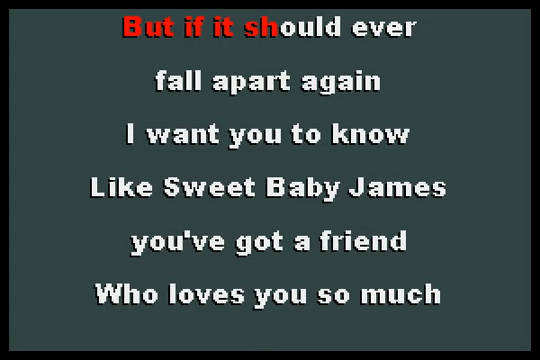 But if it should ever
fall apart again
I want you to know
Like Sweet Baby James
you've got a friend
Who loves you so much